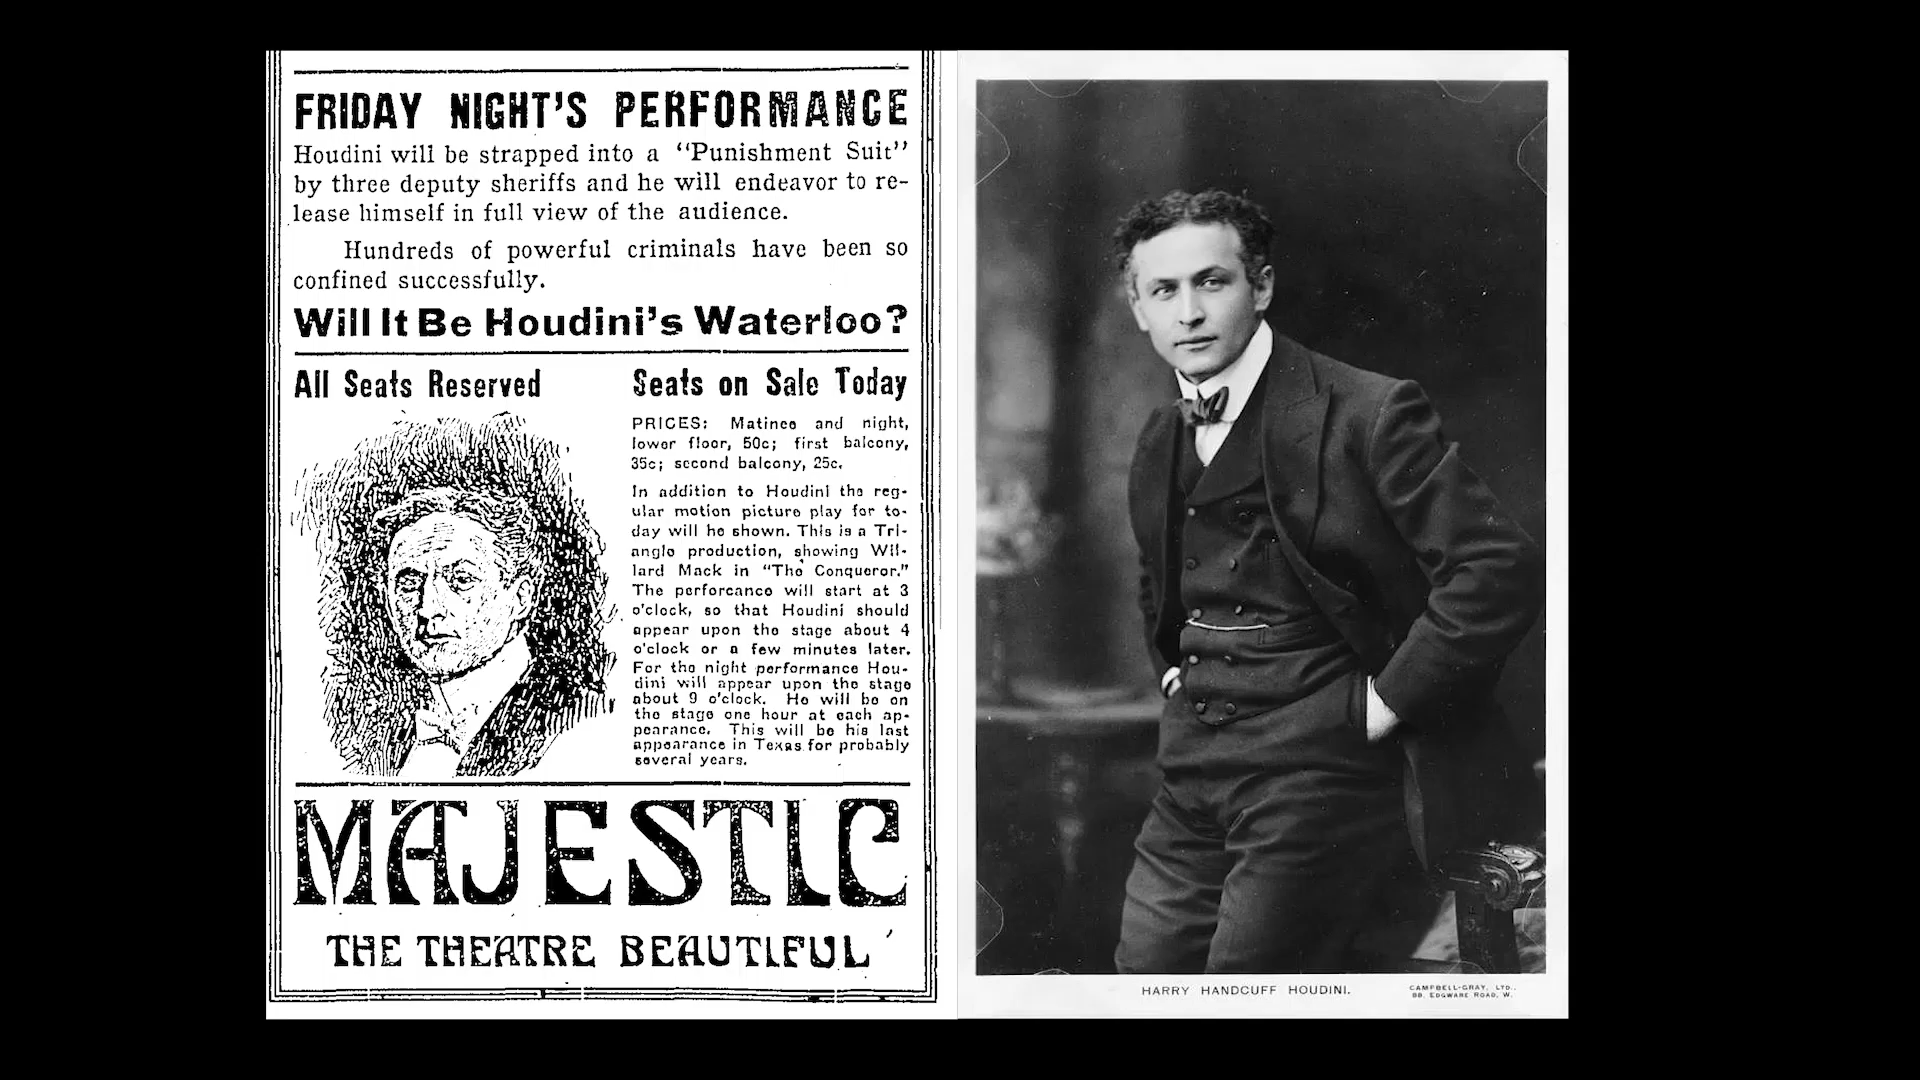 FRIDAY NIGHT'S PERFORMANCE
Houdini will be strapped into a "Punishment Suit"
by three deputy sheriffs and he will endeavor to re-
lease himself in full view of the audience.
Hundreds of powerful criminals have been so
confined successfully.
Will It Be Houdini's Waterloo?
All Seats Reserved
Seats on Sale Today
PRICES: Matinee and night,
lower floor, 50c; first balcony,
35c; second balcony, 25c.
In addition to Houdini the reg-
ular motion picture play for to-
day will be shown. This is a Tri-
angle production, showing Wil-
lard Mack in "The Conqueror."
The perforcance will start at 3
o'clock, so that Houdini should
appear upon the stage about 4
o'clock or a few minutes later.
For the night performance Hou-
dini will appear upon the stage
about 9 o'clock. He will be on
the stage one hour at each ap-
pearance. This will be his last
appearance in Texas for probably
several years.
MAJESTIC
THE THEATRE BEAUTIFUL
HARRY HANDCUFF HOUDINI.
CAMPBELL-GRAY, LTD.,
88, EDGWARE ROAD, W.